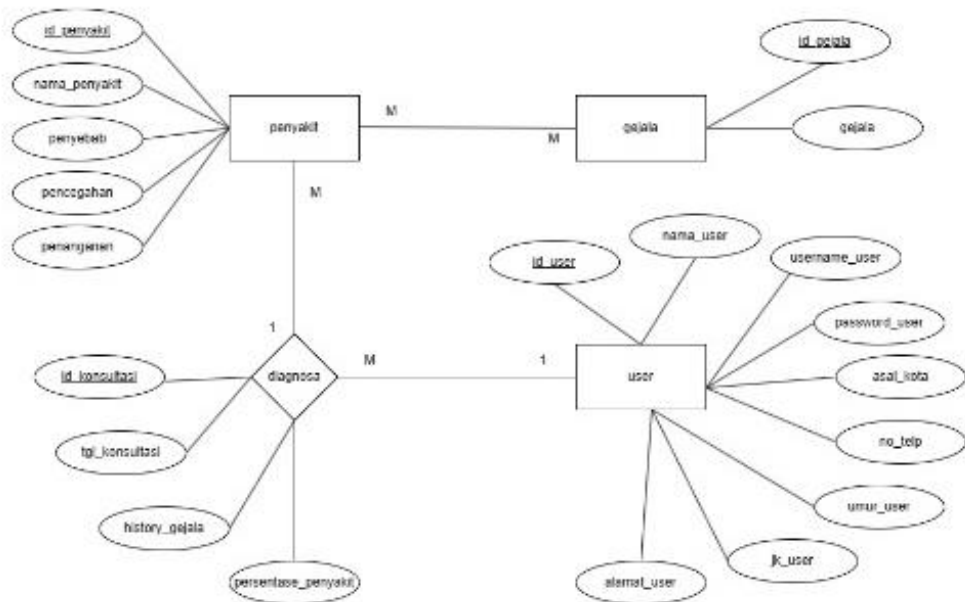 id_penyakit
nama_penyakit
penyebab
pencegahan
penanganan
penyakit
M
M
gejala
id_gejala
gejala
M
1
diagnosa
M
1
user
id_user
nama_user
username_user
password_user
asal_kota
no_telp
umur_user
jk_user
alamat_user
id_konsultasi
tgl_konsultasi
history_gejala
persentase_penyakit